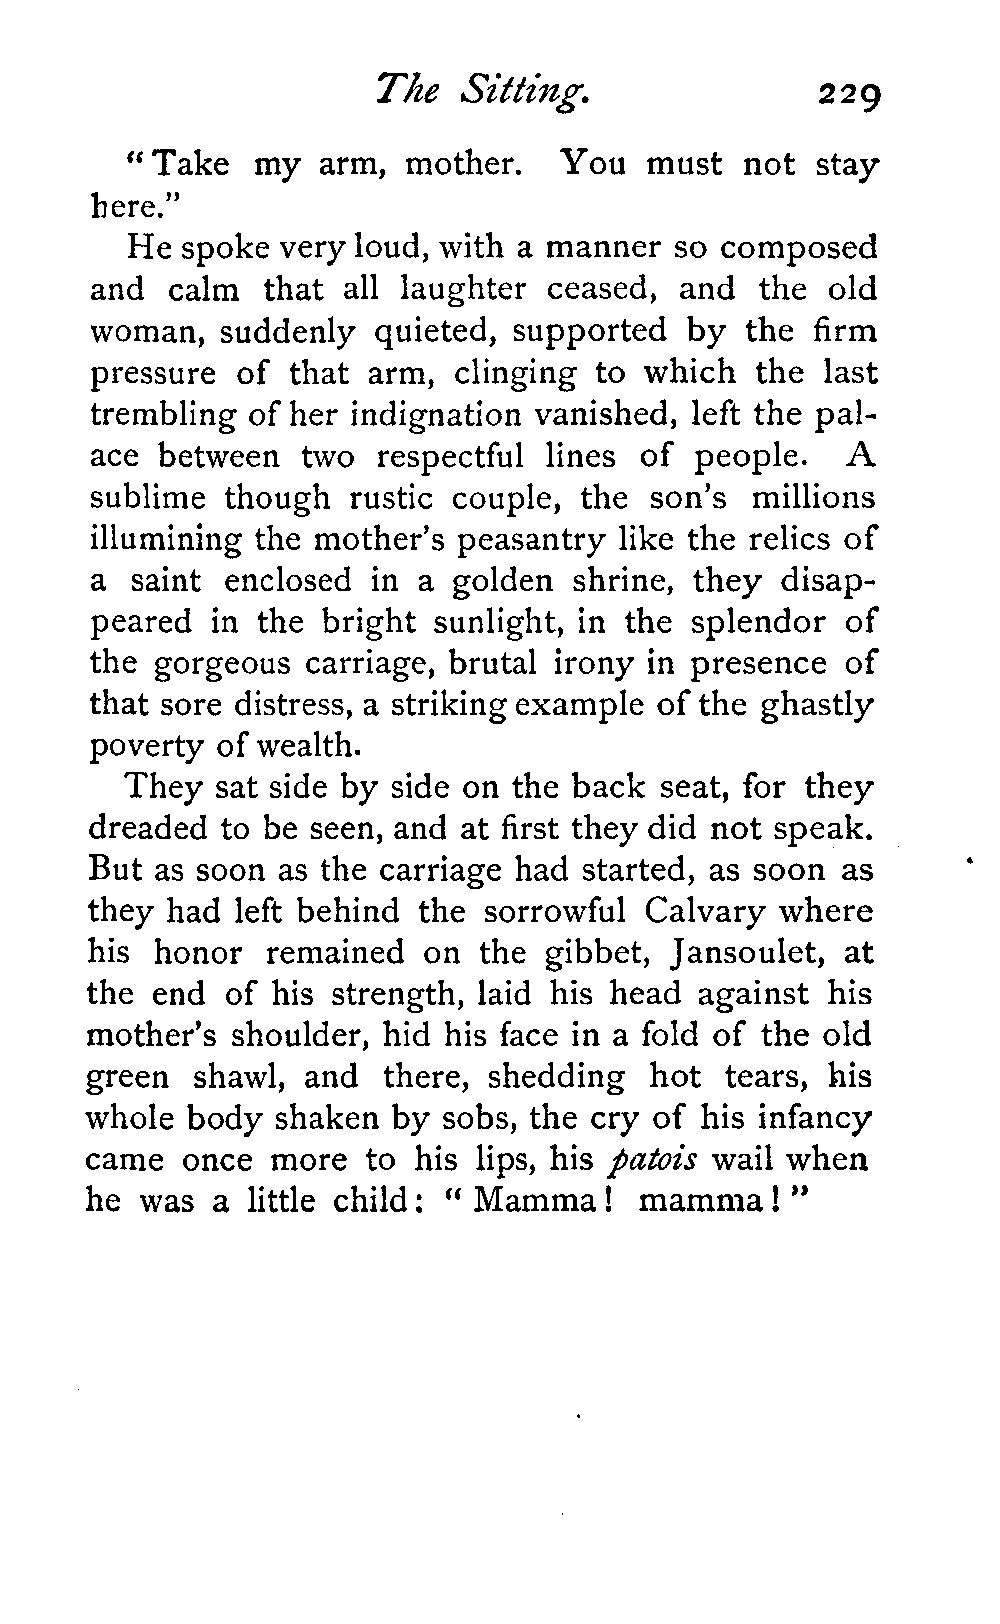 The Sitting. 229
“Take my arm, mother. You must not stay
here.”
He spoke very loud, with a manner so composed
and calm that all laughter ceased, and the old
woman, suddenly quieted, supported by the firm
pressure of that arm, clinging to which the last
trembling of her indignation vanished, left the pal-
ace between two respectful lines of people. A
sublime though rustic couple, the son's millions
illumining the mother's peasantry like the relics of
a saint enclosed in a golden shrine, they disap-
peared in the bright sunlight, in the splendor of
the gorgeous carriage, brutal irony in presence of
that sore distress, a striking example of the ghastly
poverty of wealth.
They sat side by side on the back seat, for they
dreaded to be seen, and at first they did not speak.
But as soon as the carriage had started, as soon as
they had left behind the sorrowful Calvary where
his honor remained on the gibbet, Jansoulet, at
the end of his strength, laid his head against his
mother's shoulder, hid his face in a fold of the old
green shawl, and there, shedding hot tears, his
whole body shaken by sobs, the cry of his infancy
came once more to his lips, his patois wail when
he was a little child: “Mamma! mamma!”